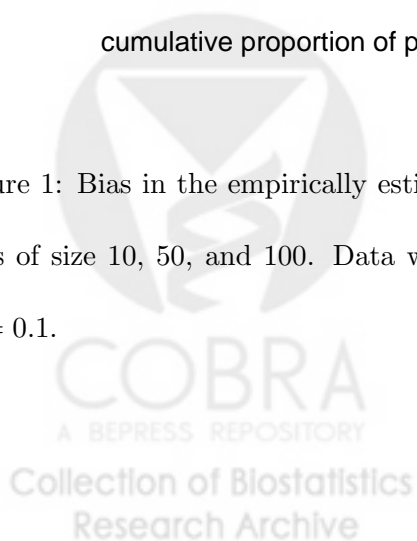 cumulative proportion of p
ure 1: Bias in the empirically esti
s of size 10, 50, and 100. Data w
= 0.1.
COBRA
A BEPRESS REPOSITORY
Collection of Biostatistics
Research Archive